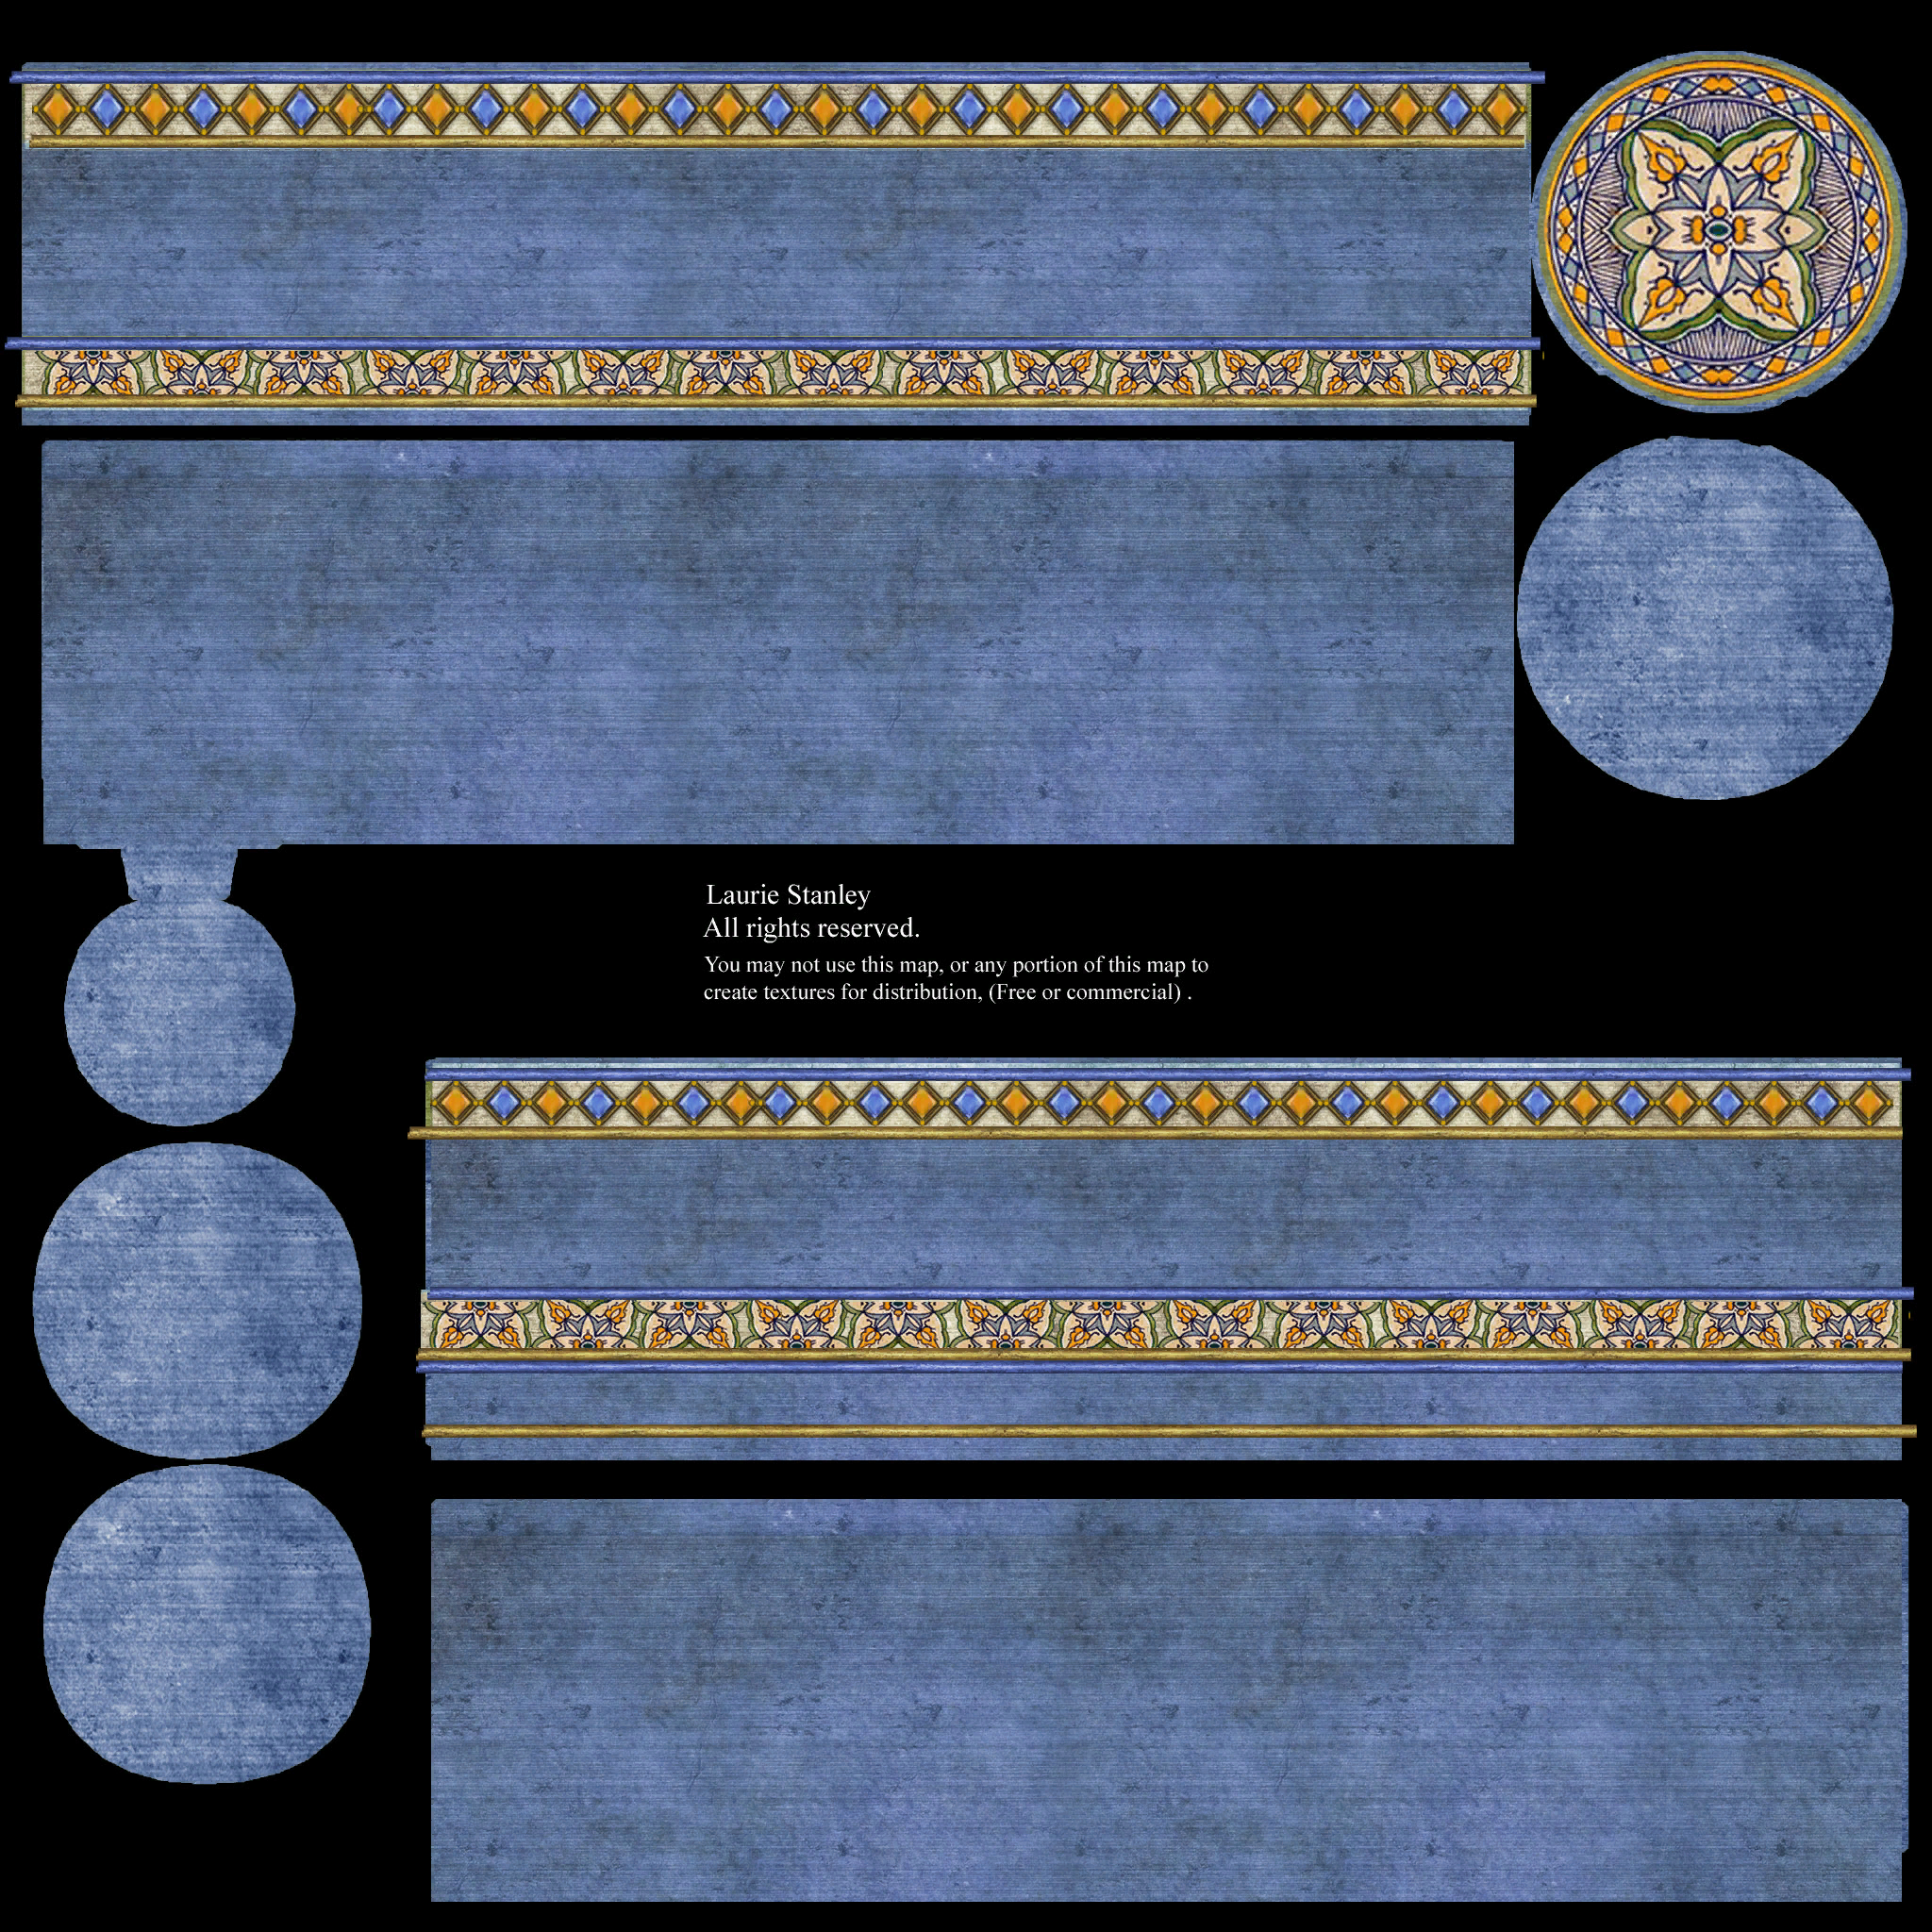 Laurie Stanley
All rights reserved.
You may not use this map, or any portion of this map to
create textures for distribution, (Free or commercial) .